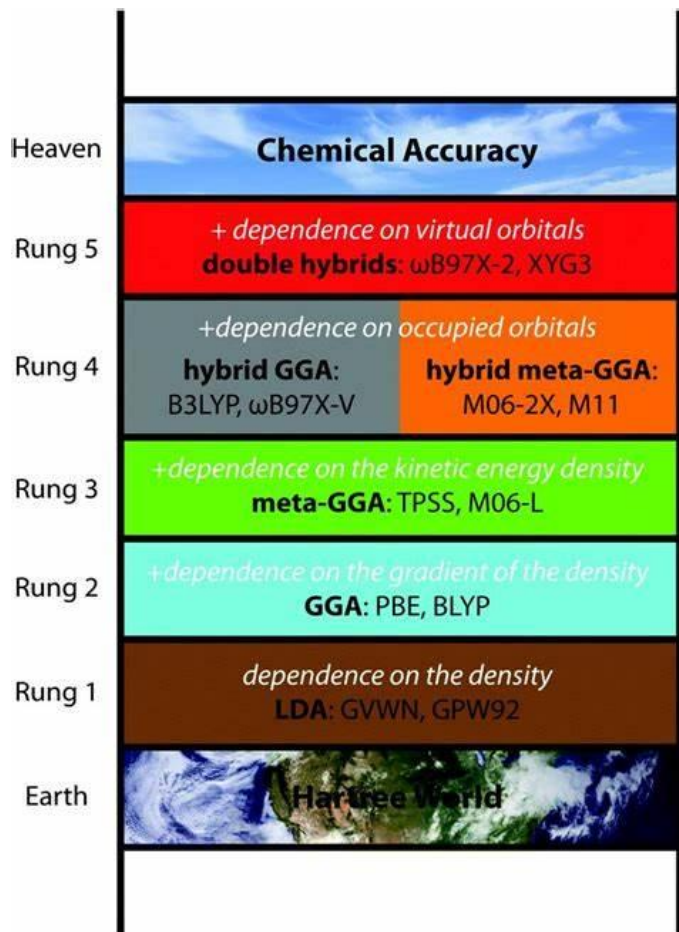 Heaven
Chemical Accuracy
Rung 5
+ dependence on virtual orbitals
double hybrids: ωB97X-2, XYG3
Rung 4
+dependence on occupied orbitals
hybrid GGA:
B3LYP, ωB97X-V
hybrid meta-GGA:
M06-2X, M11
Rung 3
+dependence on the kinetic energy density
meta-GGA: TPSS, M06-L
Rung 2
+dependence on the gradient of the density
GGA: PBE, BLYP
Rung 1
dependence on the density
LDA: GVWN, GPW92
Earth
Hartree World